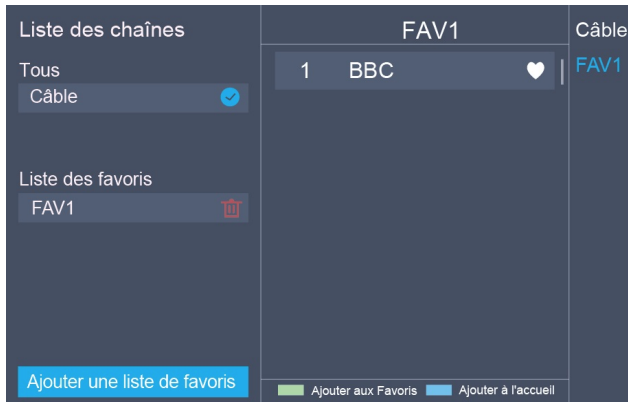 Liste des chaînes
Tous
Câble
Liste des favoris
FAV1
Ajouter une liste de favoris
FAV1
1 BBC
Ajouter aux Favoris Ajouter à l'accueil
Câble
FAV1